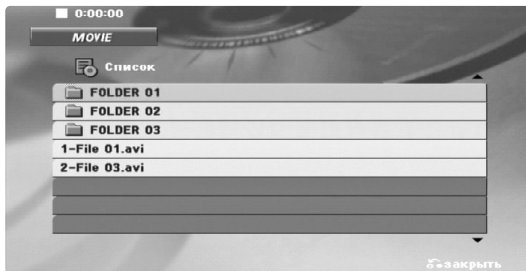 0:00:00
MOVIE
Список
FOLDER 01
FOLDER 02
FOLDER 03
1-File 01.avi
2-File 03.avi
закрыть